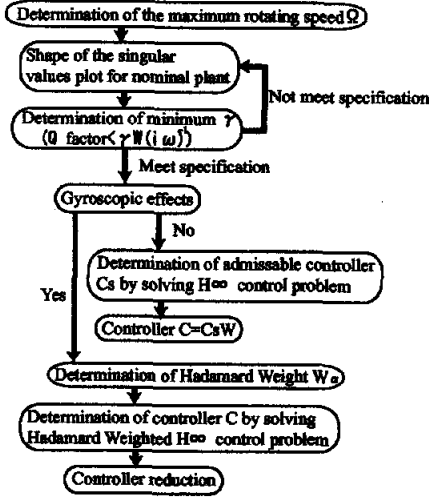 Determination of the maximum rotating speed Ω
Shape of the singular
values plot for nominal plant
Not meet specification
Determination of minimum γ
(Q factor<γW(iω)⁻¹)
Meet specification
Gyroscopic effects
No
Determination of admissable controller
Cs by solving H∞ control problem
Yes
Controller C=CsW
Determination of Hadamard Weight Wα
Determination of controller C by solving
Hadamard Weighted H∞ control problem
Controller reduction